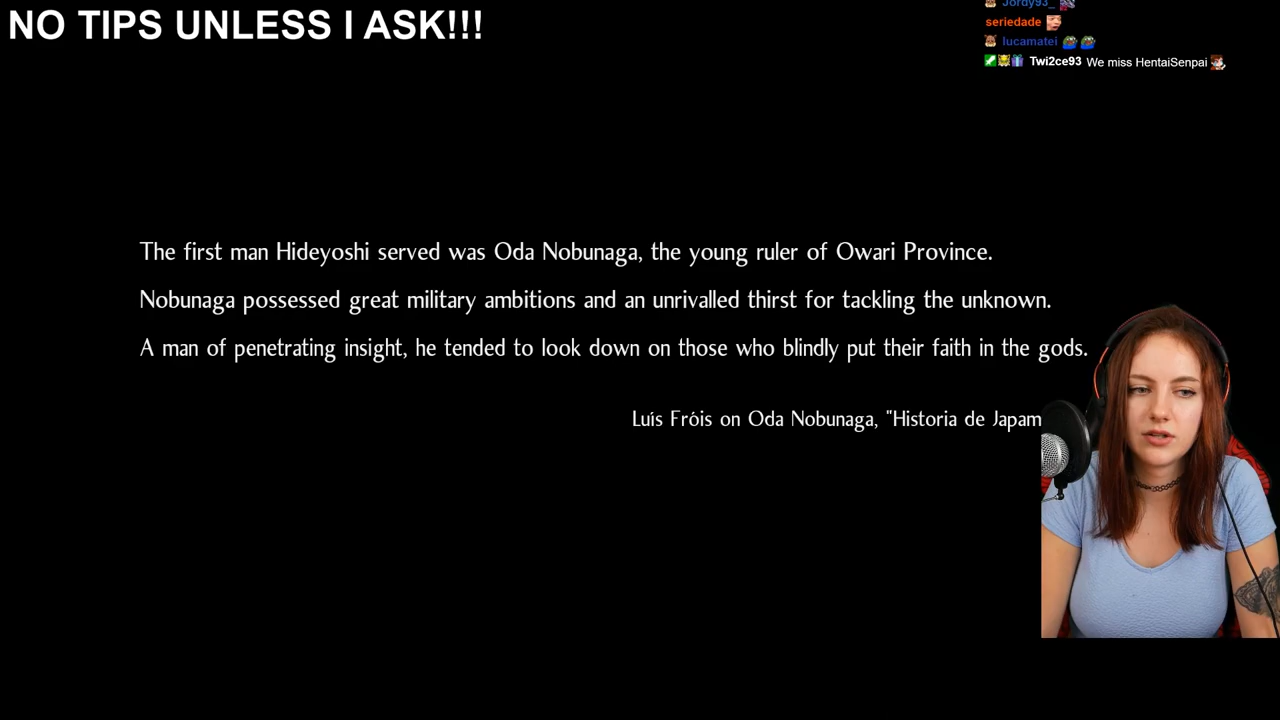 NO TIPS UNLESS I ASK!!!
Jordy93_
seriedade
lucamatei
Twi2ce93 We miss HentaiSenpai
The first man Hideyoshi served was Oda Nobunaga, the young ruler of Owari Province.
Nobunaga possessed great military ambitions and an unrivalled thirst for tackling the unknown.
A man of penetrating insight, he tended to look down on those who blindly put their faith in the gods.
Luís Fróis on Oda Nobunaga, "Historia de Japam